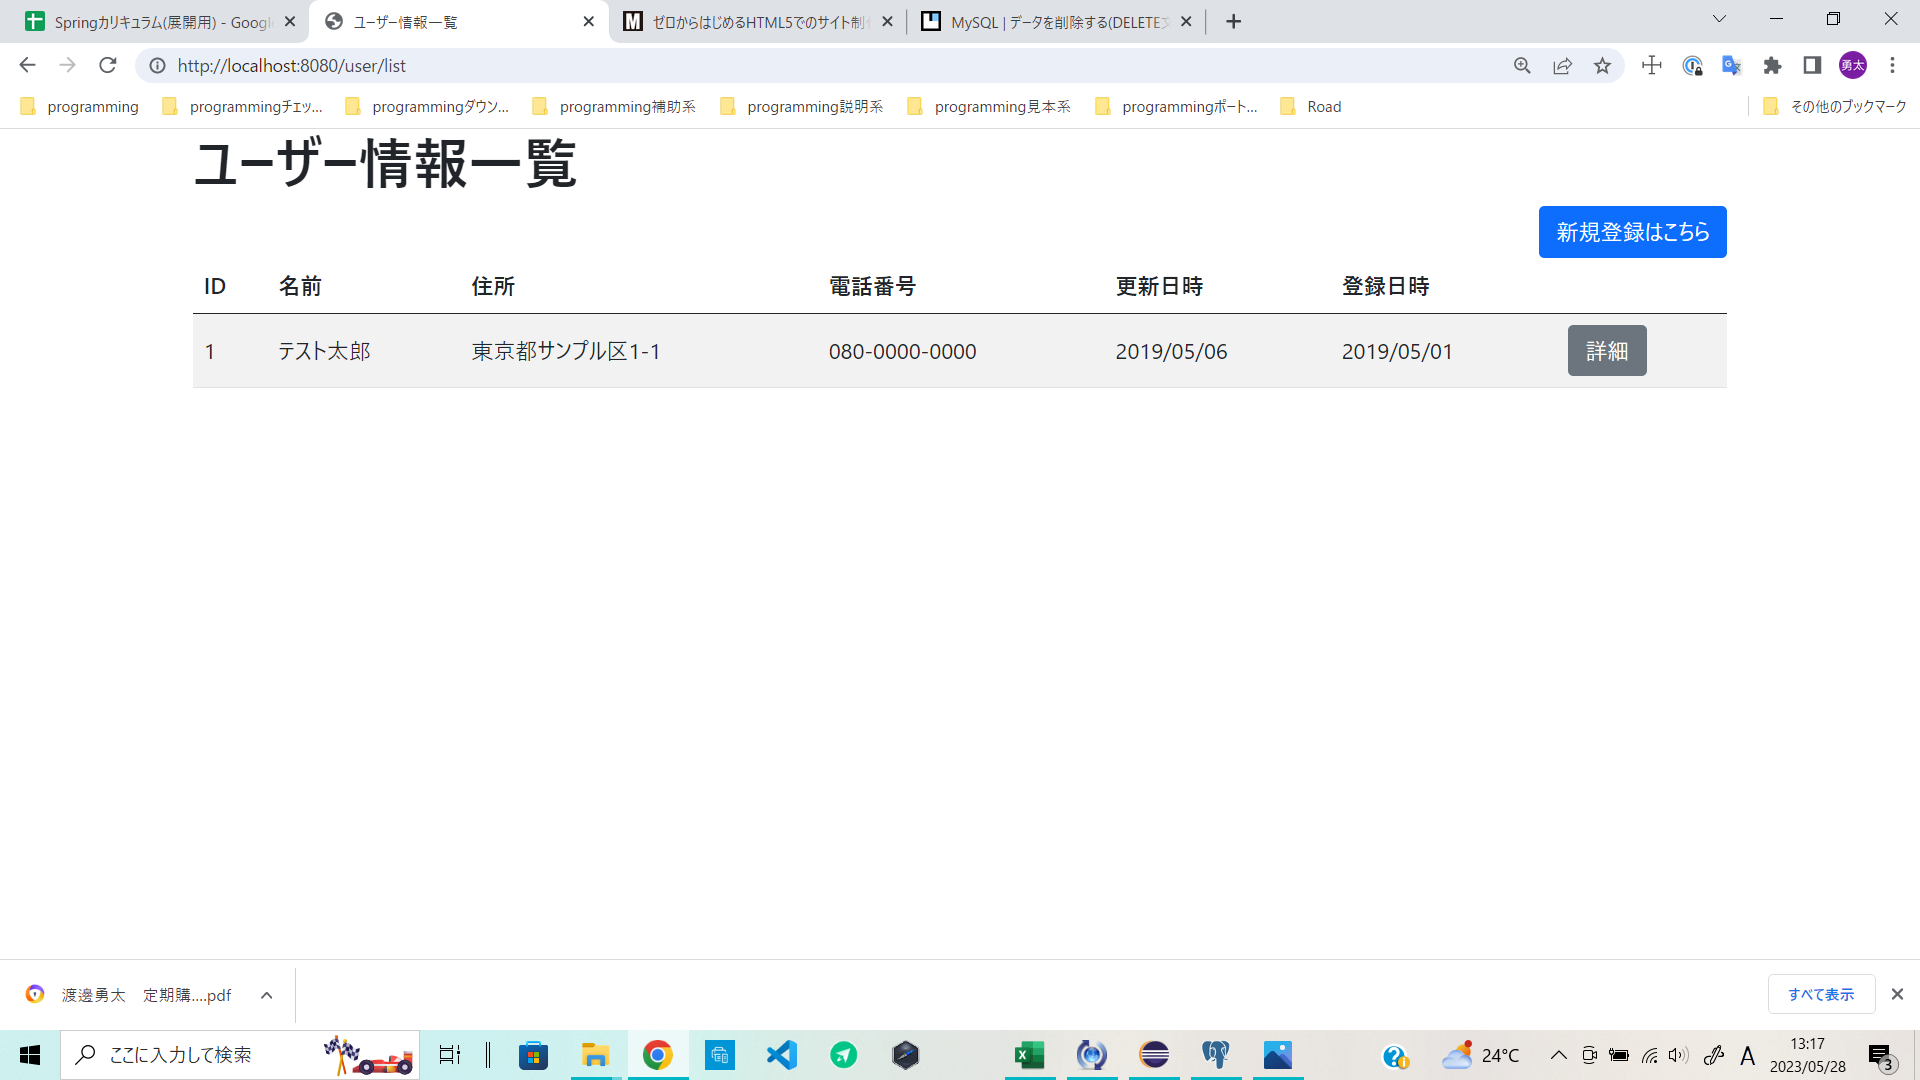 Springカリキュラム(展開用) - Googl
ユーザー情報一覧
ゼロからはじめるHTML5でのサイト制作
MySQL | データを削除する(DELETE文
http://localhost:8080/user/list
勇太
programming
programmingチェッ...
programmingダウン...
programming補助系
programming説明系
programming見本系
programmingポート...
Road
その他のブックマーク
ユーザー情報一覧
新規登録はこちら
ID 名前 住所 電話番号 更新日時 登録日時
1 テスト太郎 東京都サンプル区1-1 080-0000-0000 2019/05/06 2019/05/01 詳細
渡邊勇太　定期購....pdf
すべて表示
ここに入力して検索
24°C
A
13:17
2023/05/28
3